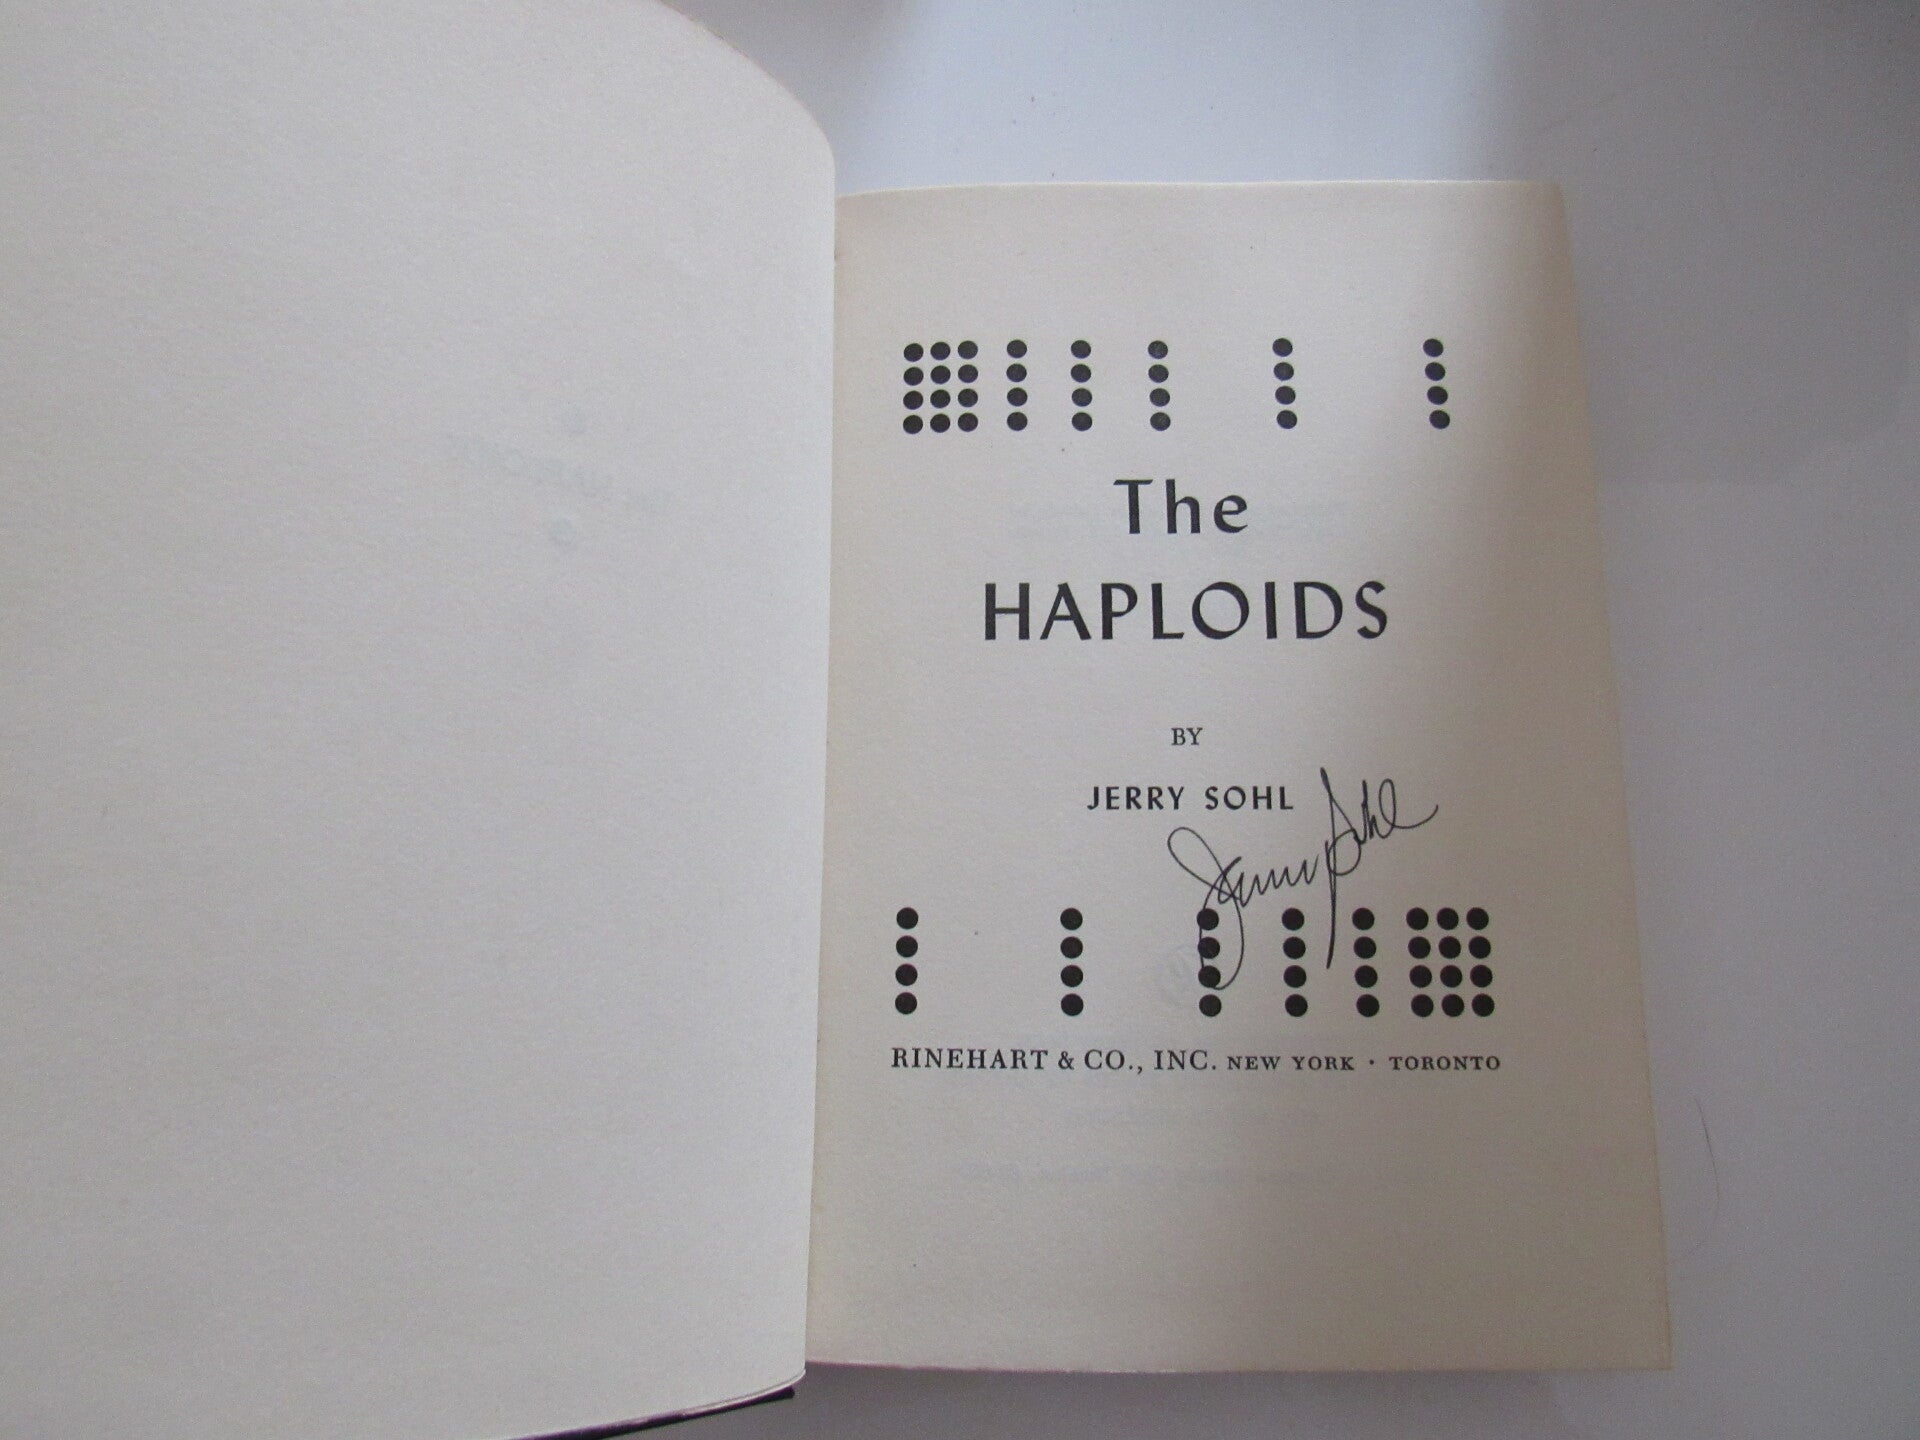 The
HAPLOIDS
BY
JERRY SOHL
Jerry Sohl
RINEHART & CO., INC. NEW YORK · TORONTO